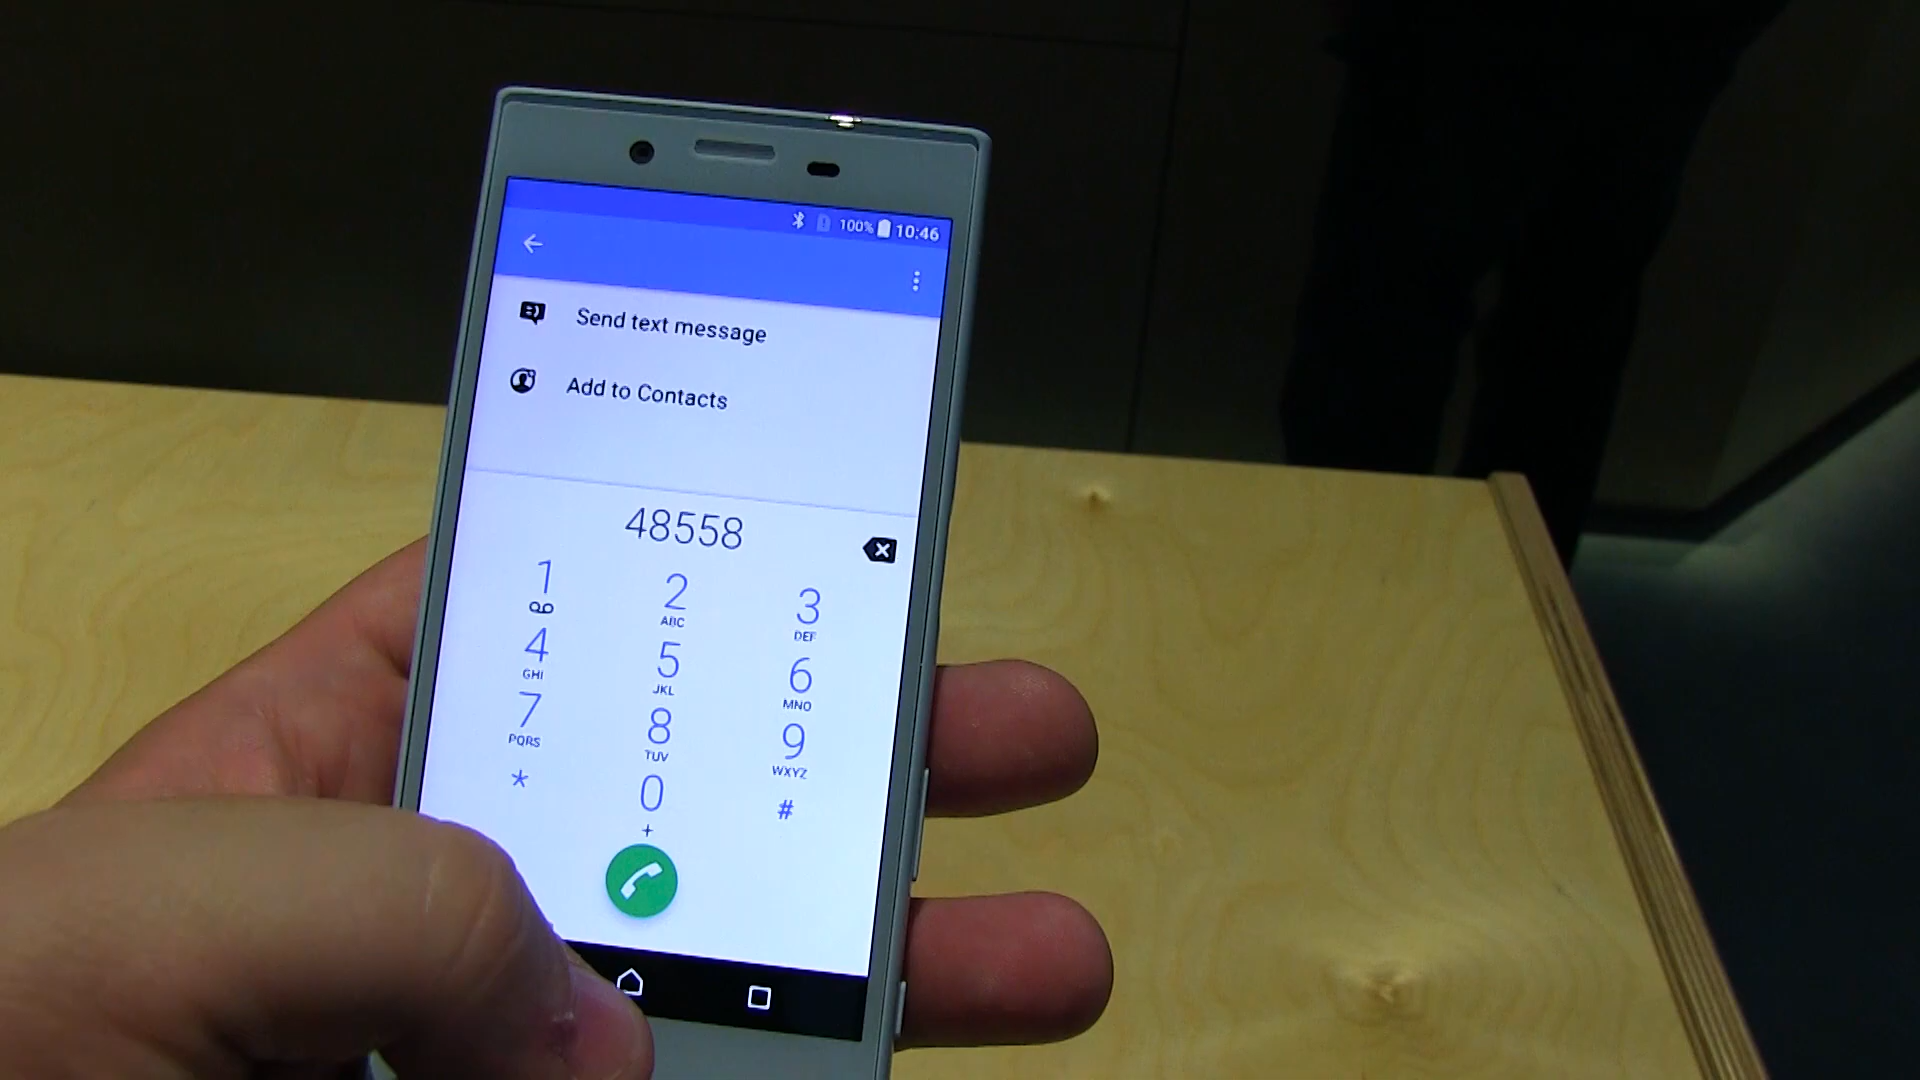 100% 10:46
Send text message
Add to Contacts
48558
1 2 3
ABC DEF
4 5 6
GHI JKL MNO
7 8 9
PQRS TUV WXYZ
* 0 #
+